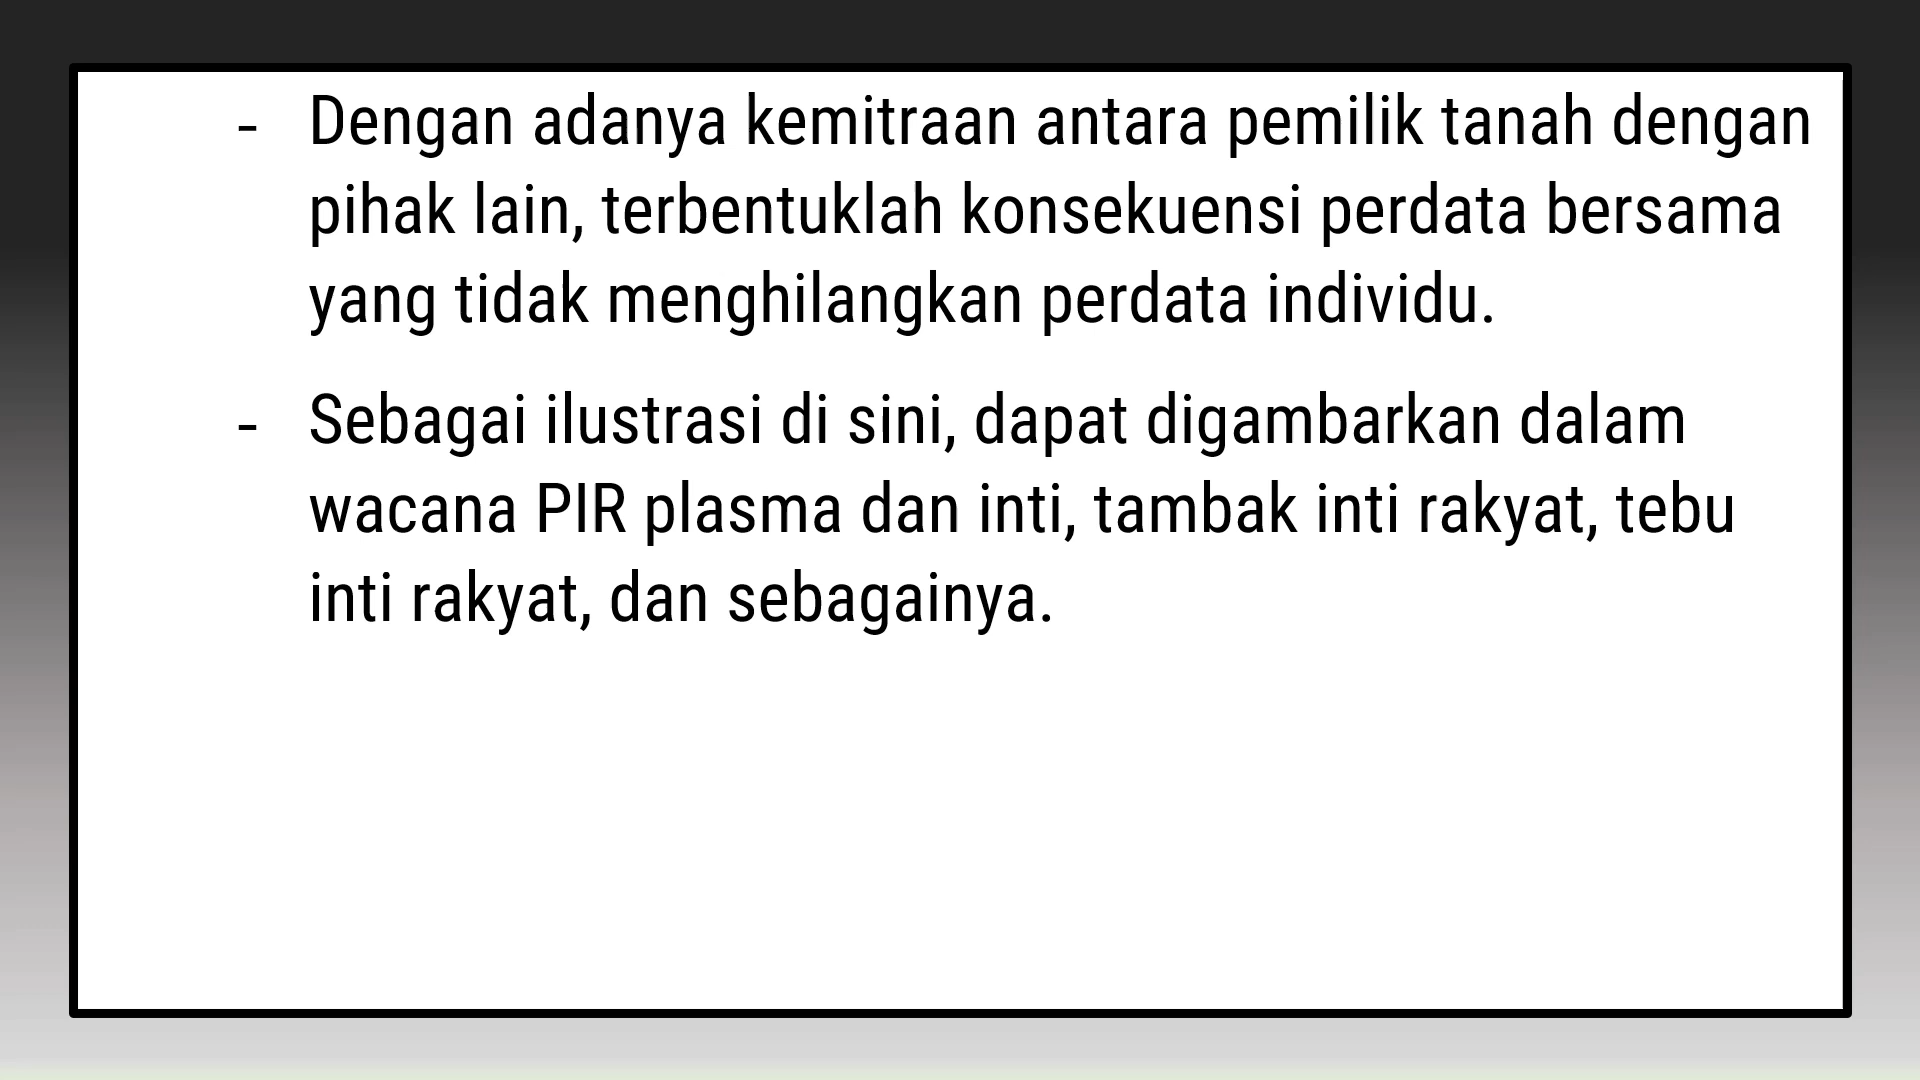 - Dengan adanya kemitraan antara pemilik tanah dengan
pihak lain, terbentuklah konsekuensi perdata bersama
yang tidak menghilangkan perdata individu.
- Sebagai ilustrasi di sini, dapat digambarkan dalam
wacana PIR plasma dan inti, tambak inti rakyat, tebu
inti rakyat, dan sebagainya.